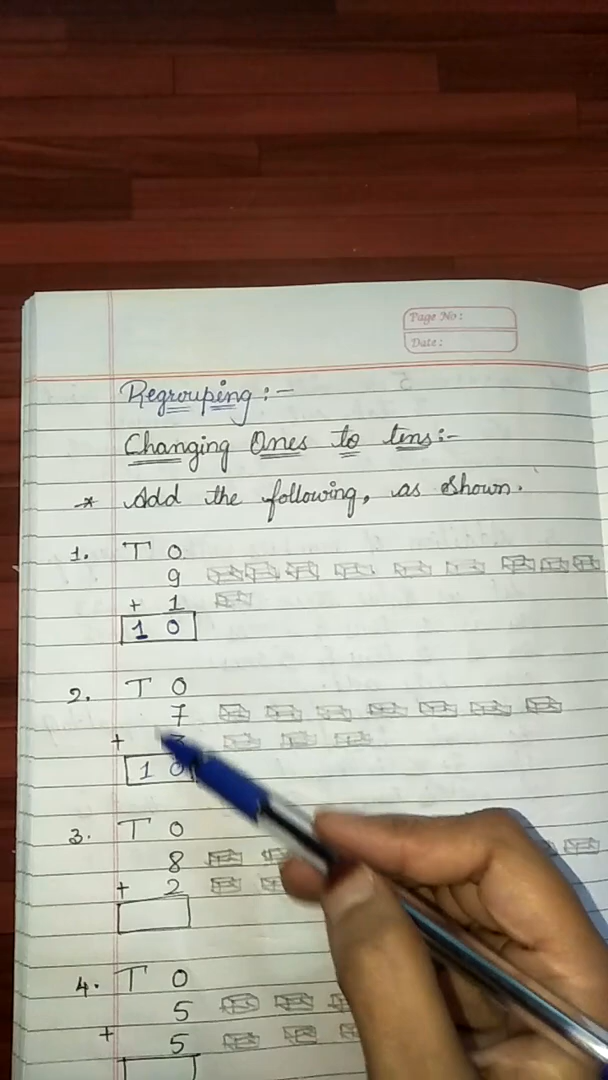 Page No:
Date:
Regrouping :-
Changing Ones to tens:-
* Add the following, as shown.
1. T O
9
+ 1
1 0
2. T O
7
+
1 0
3. T O
8
+ 2
4. T O
5
+ 5